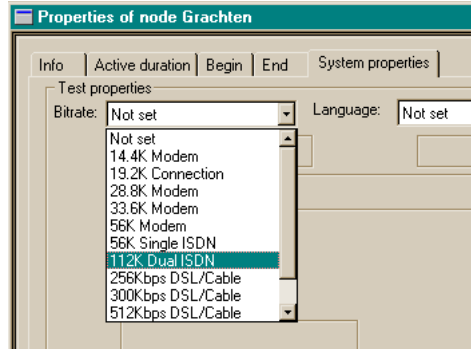 Properties of node Grachten
Info Active duration Begin End System properties
Test properties
Bitrate: Not set Language: Not set
Not set
14.4K Modem
19.2K Connection
28.8K Modem
33.6K Modem
56K Modem
56K Single ISDN
112K Dual ISDN
256Kbps DSL/Cable
300Kbps DSL/Cable
512Kbps DSL/Cable